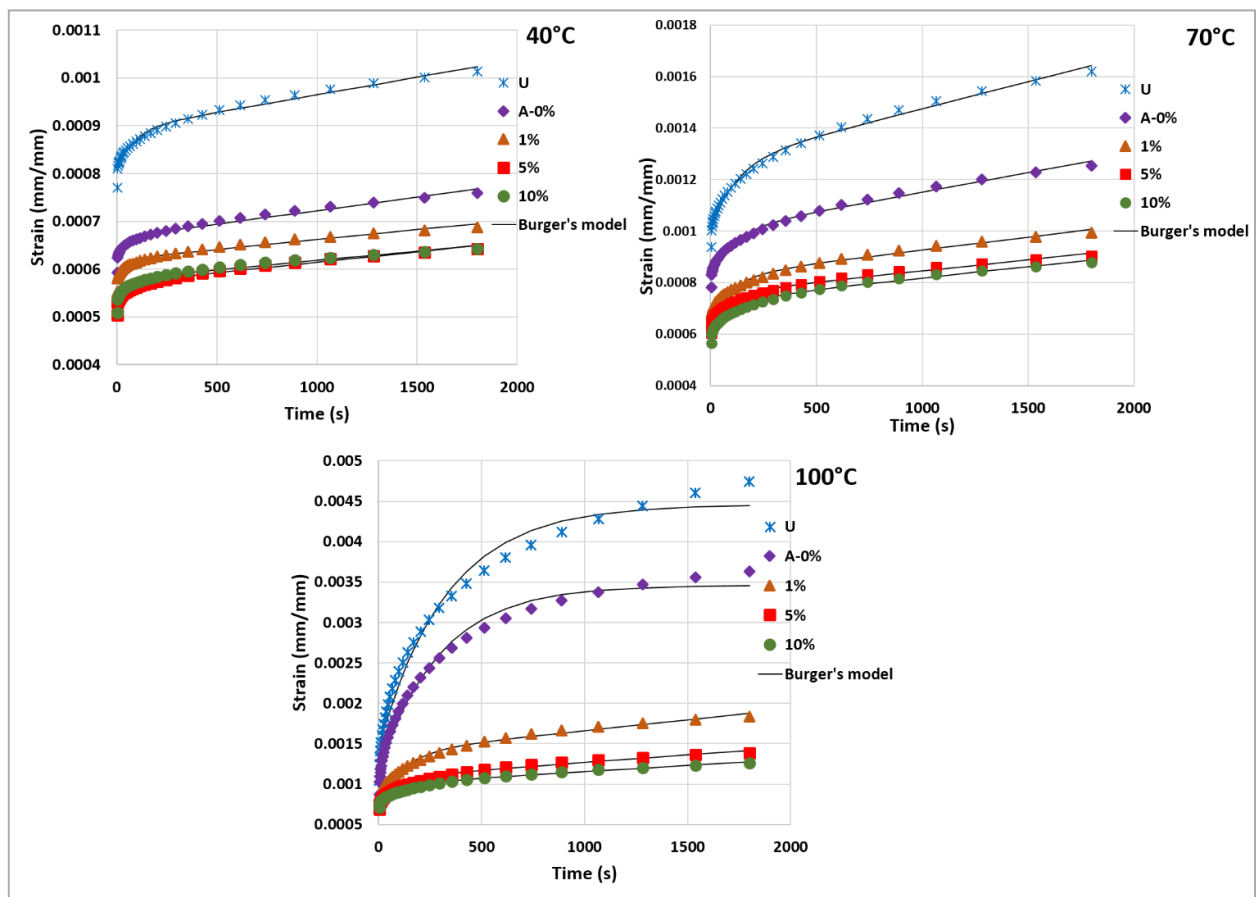 40°C
0.0011
0.001
0.0009
0.0008
0.0007
0.0006
0.0005
0.0004
Strain (mm/mm)
0
500
1000
1500
2000
Time (s)
U
A-0%
1%
5%
10%
Burger's model
70°C
0.0018
0.0016
0.0014
0.0012
0.001
0.0008
0.0006
0.0004
Strain (mm/mm)
0
500
1000
1500
2000
Time (s)
U
A-0%
1%
5%
10%
Burger's model
100°C
0.005
0.0045
0.004
0.0035
0.003
0.0025
0.002
0.0015
0.001
0.0005
Strain (mm/mm)
0
500
1000
1500
2000
Time (s)
U
A-0%
1%
5%
10%
Burger's model